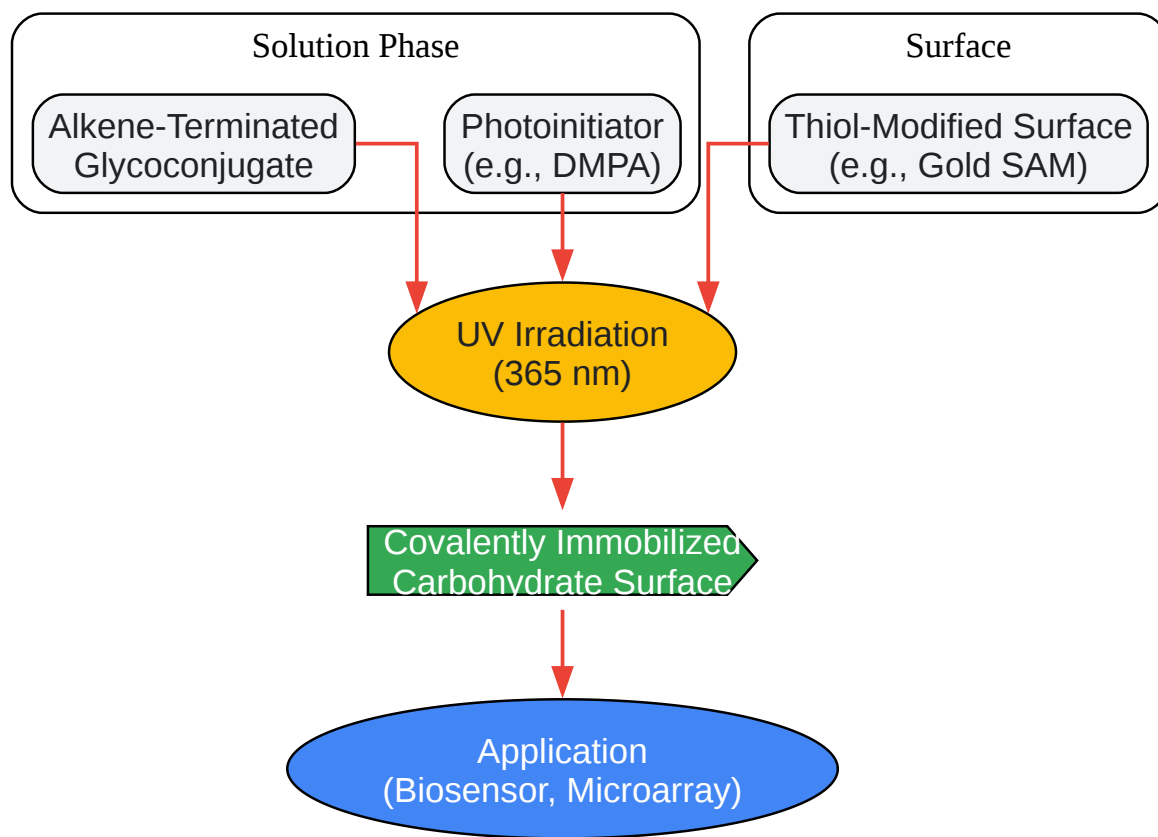 Solution Phase
Surface
Alkene-Terminated
Glycoconjugate
Photoinitiator
(e.g., DMPA)
Thiol-Modified Surface
(e.g., Gold SAM)
UV Irradiation
(365 nm)
Covalently Immobilized
Carbohydrate Surface
Application
(Biosensor, Microarray)